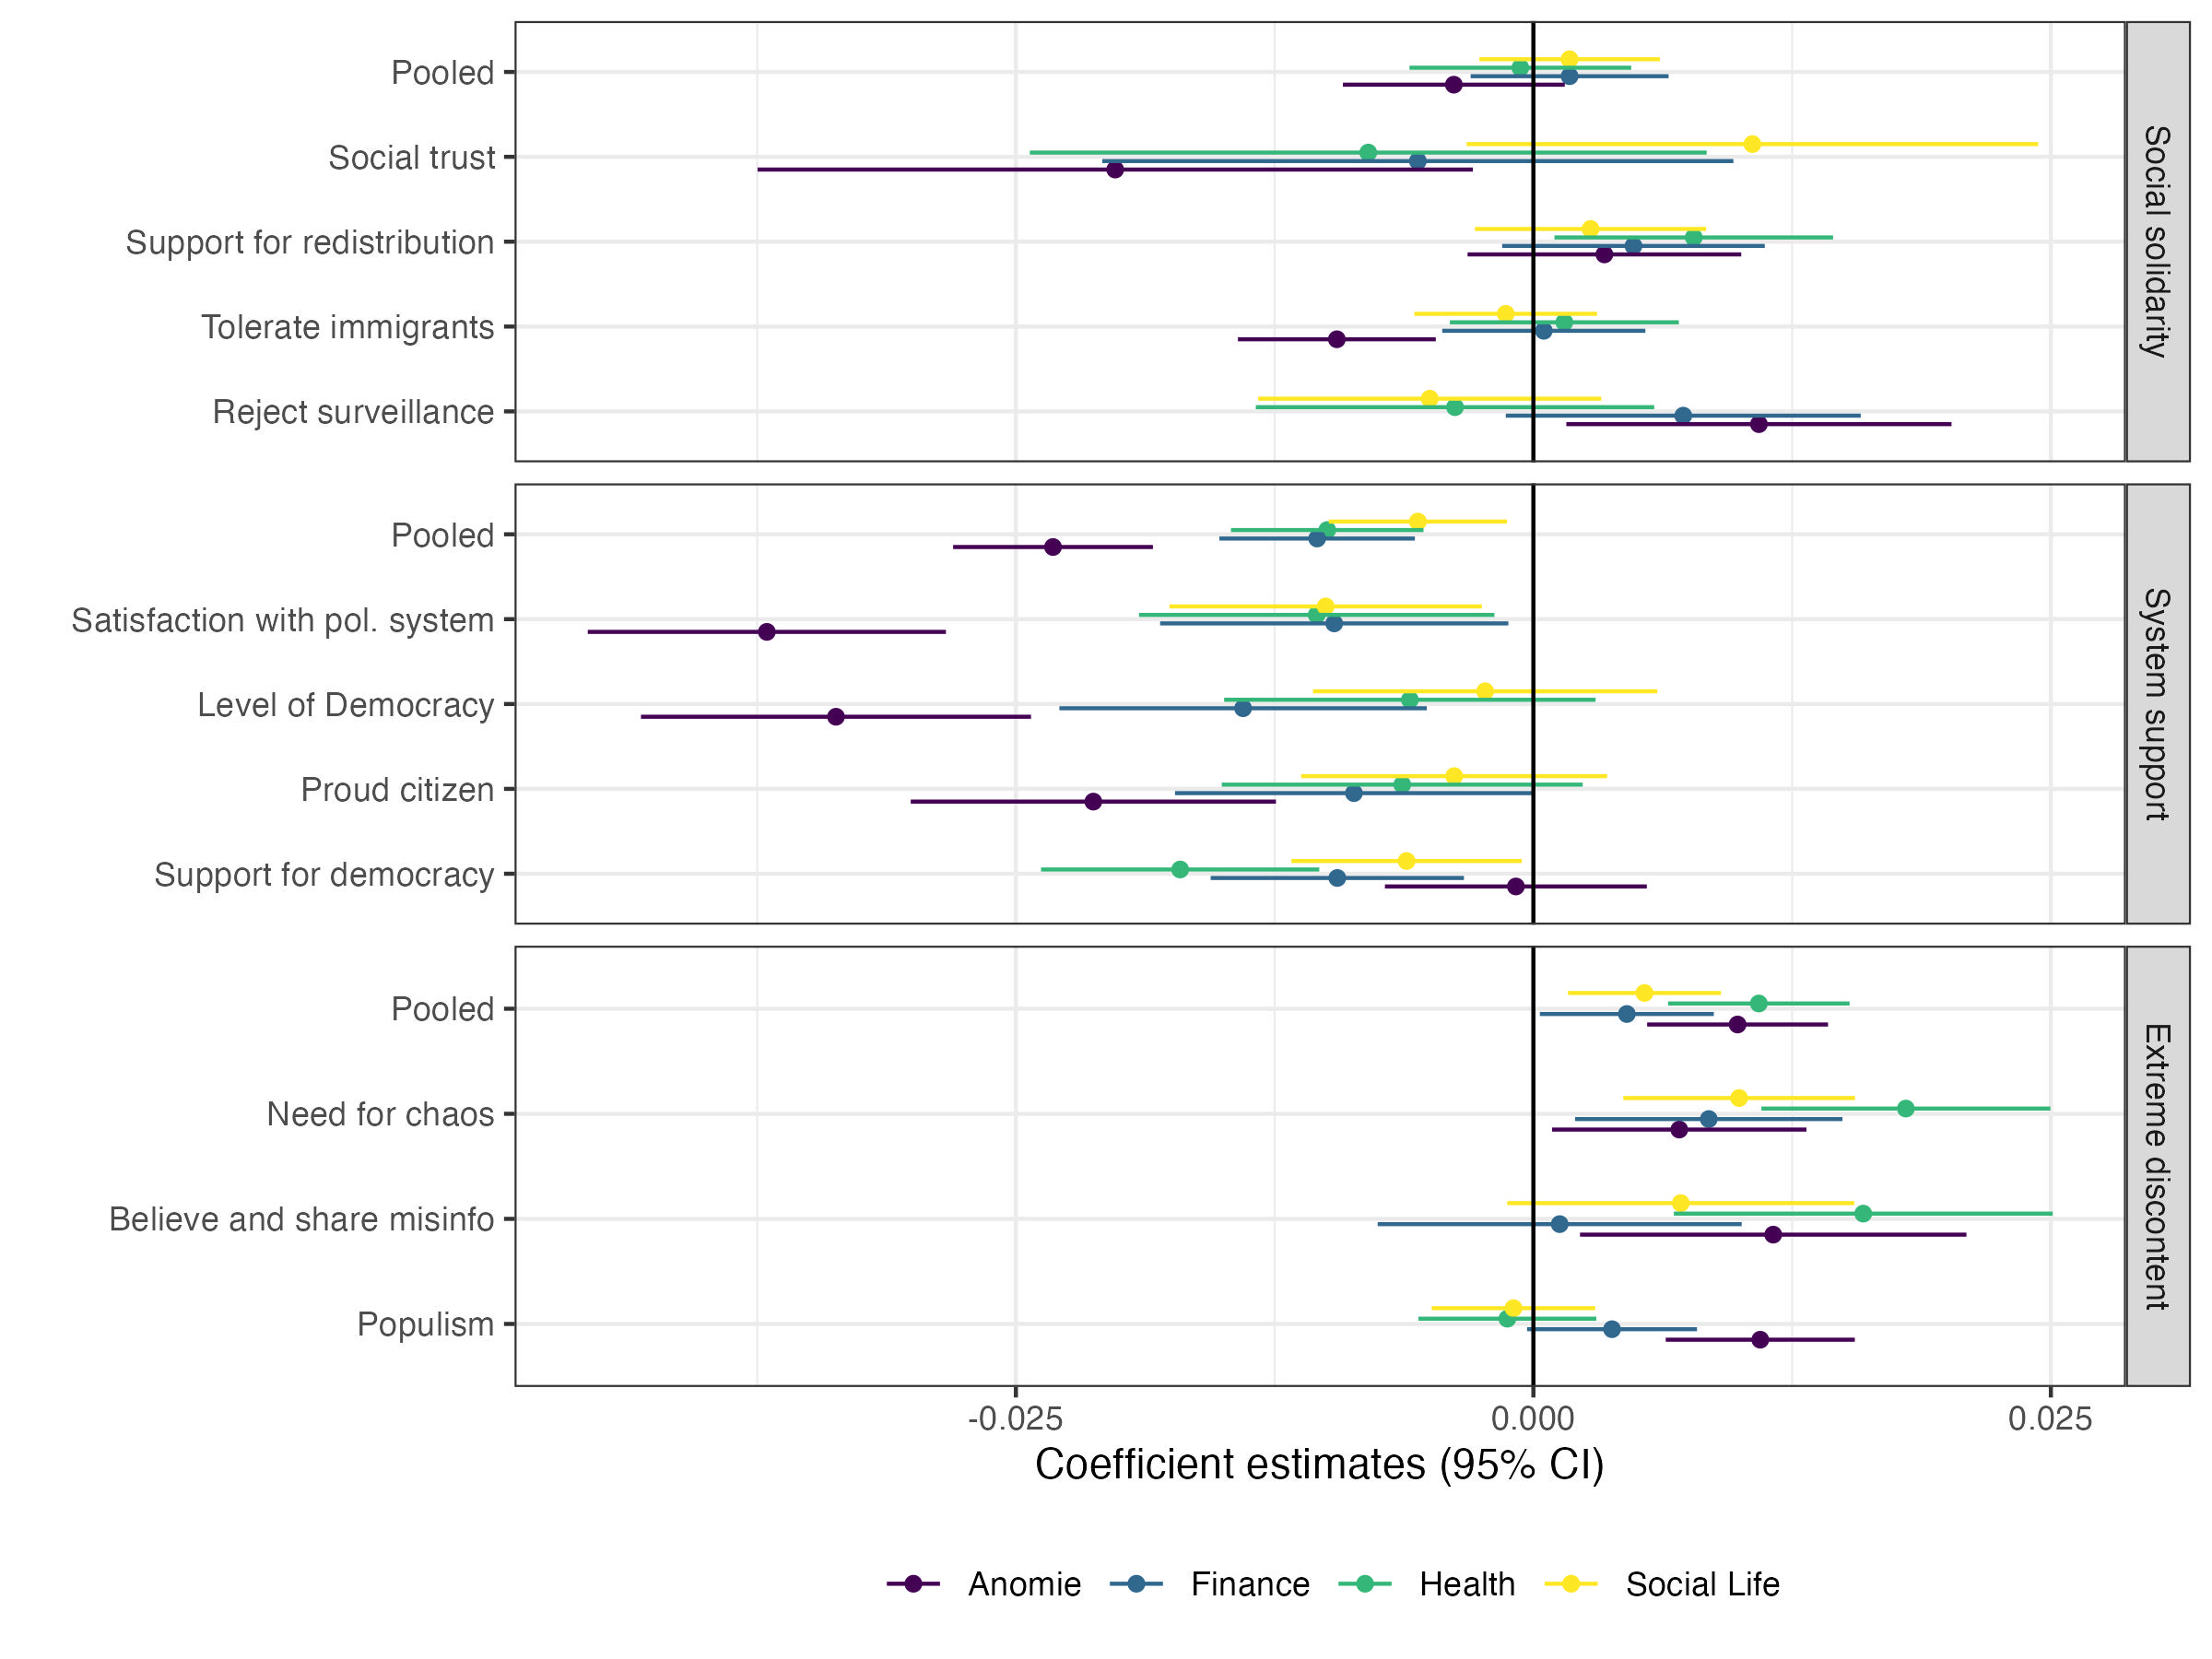 Pooled
Social trust
Support for redistribution
Tolerate immigrants
Reject surveillance
Social solidarity
Pooled
Satisfaction with pol. system
Level of Democracy
Proud citizen
Support for democracy
System support
Pooled
Need for chaos
Believe and share misinfo
Populism
Extreme discontent
-0.025 0.000 0.025
Coefficient estimates (95% CI)
Anomie Finance Health Social Life